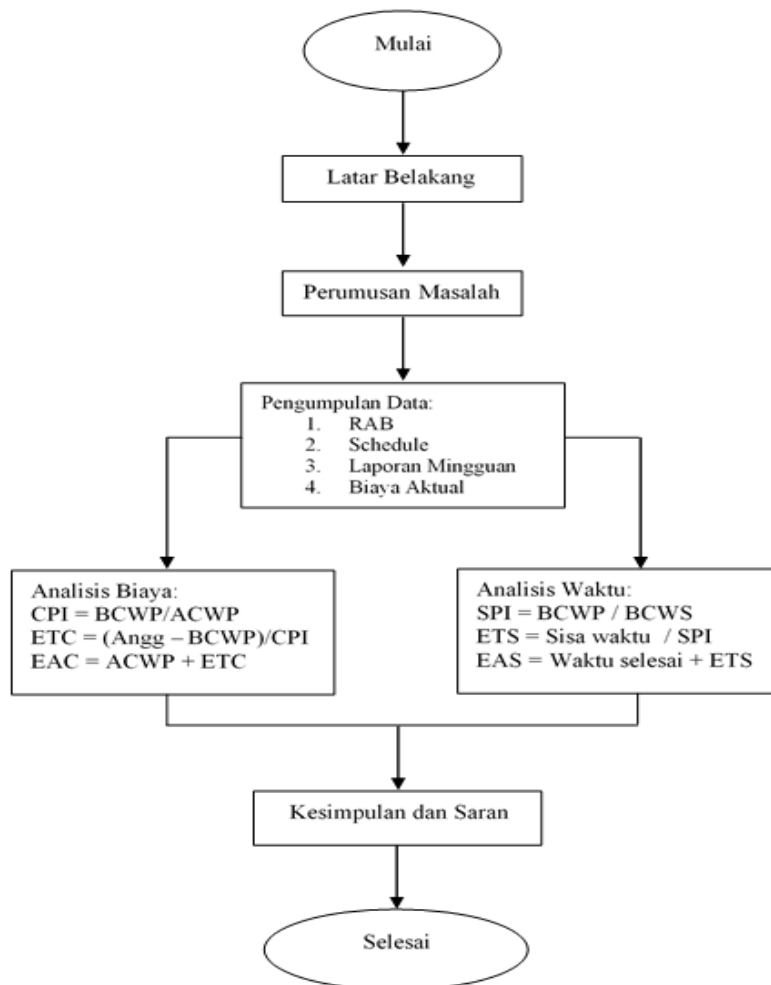 Mulai
Latar Belakang
Perumusan Masalah
Pengumpulan Data:
1. RAB
2. Schedule
3. Laporan Mingguan
4. Biaya Aktual
Analisis Biaya:
CPI = BCWP/ACWP
ETC = (Angg – BCWP)/CPI
EAC = ACWP + ETC
Analisis Waktu:
SPI = BCWP / BCWS
ETS = Sisa waktu / SPI
EAS = Waktu selesai + ETS
Kesimpulan dan Saran
Selesai